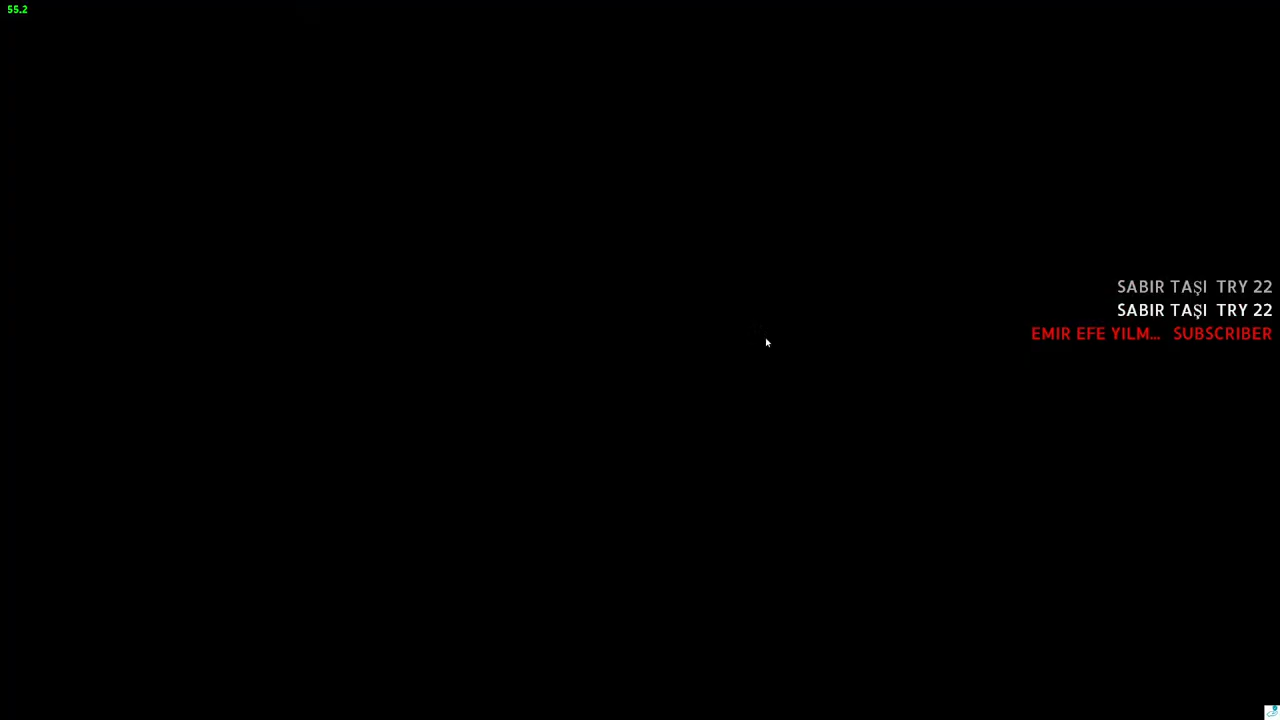 55.2
SABIR TAŞI TRY 22
SABIR TAŞI TRY 22
EMIR EFE YILM... SUBSCRIBER